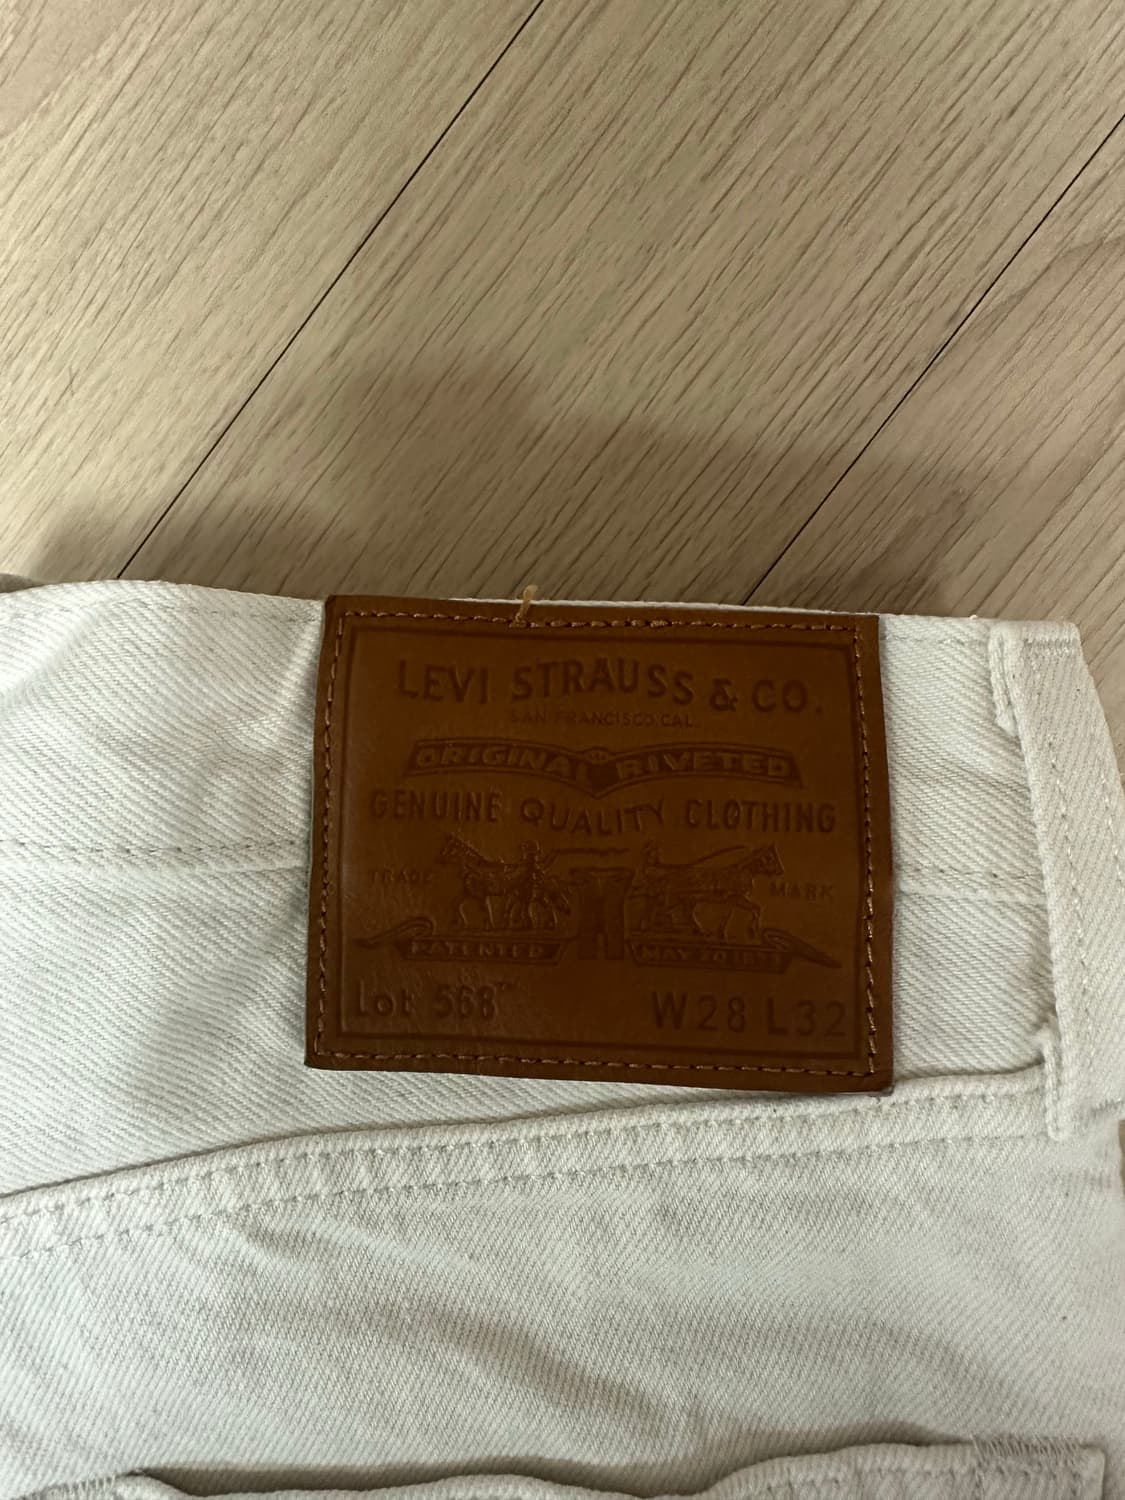 LEVI STRAUSS & CO.
SAN FRANCISCO CAL
ORIGINAL RIVETED
GENUINE QUALITY CLOTHING
TRADE MARK
PATENTED MAY 20 1873
Lot 568™ W28 L32